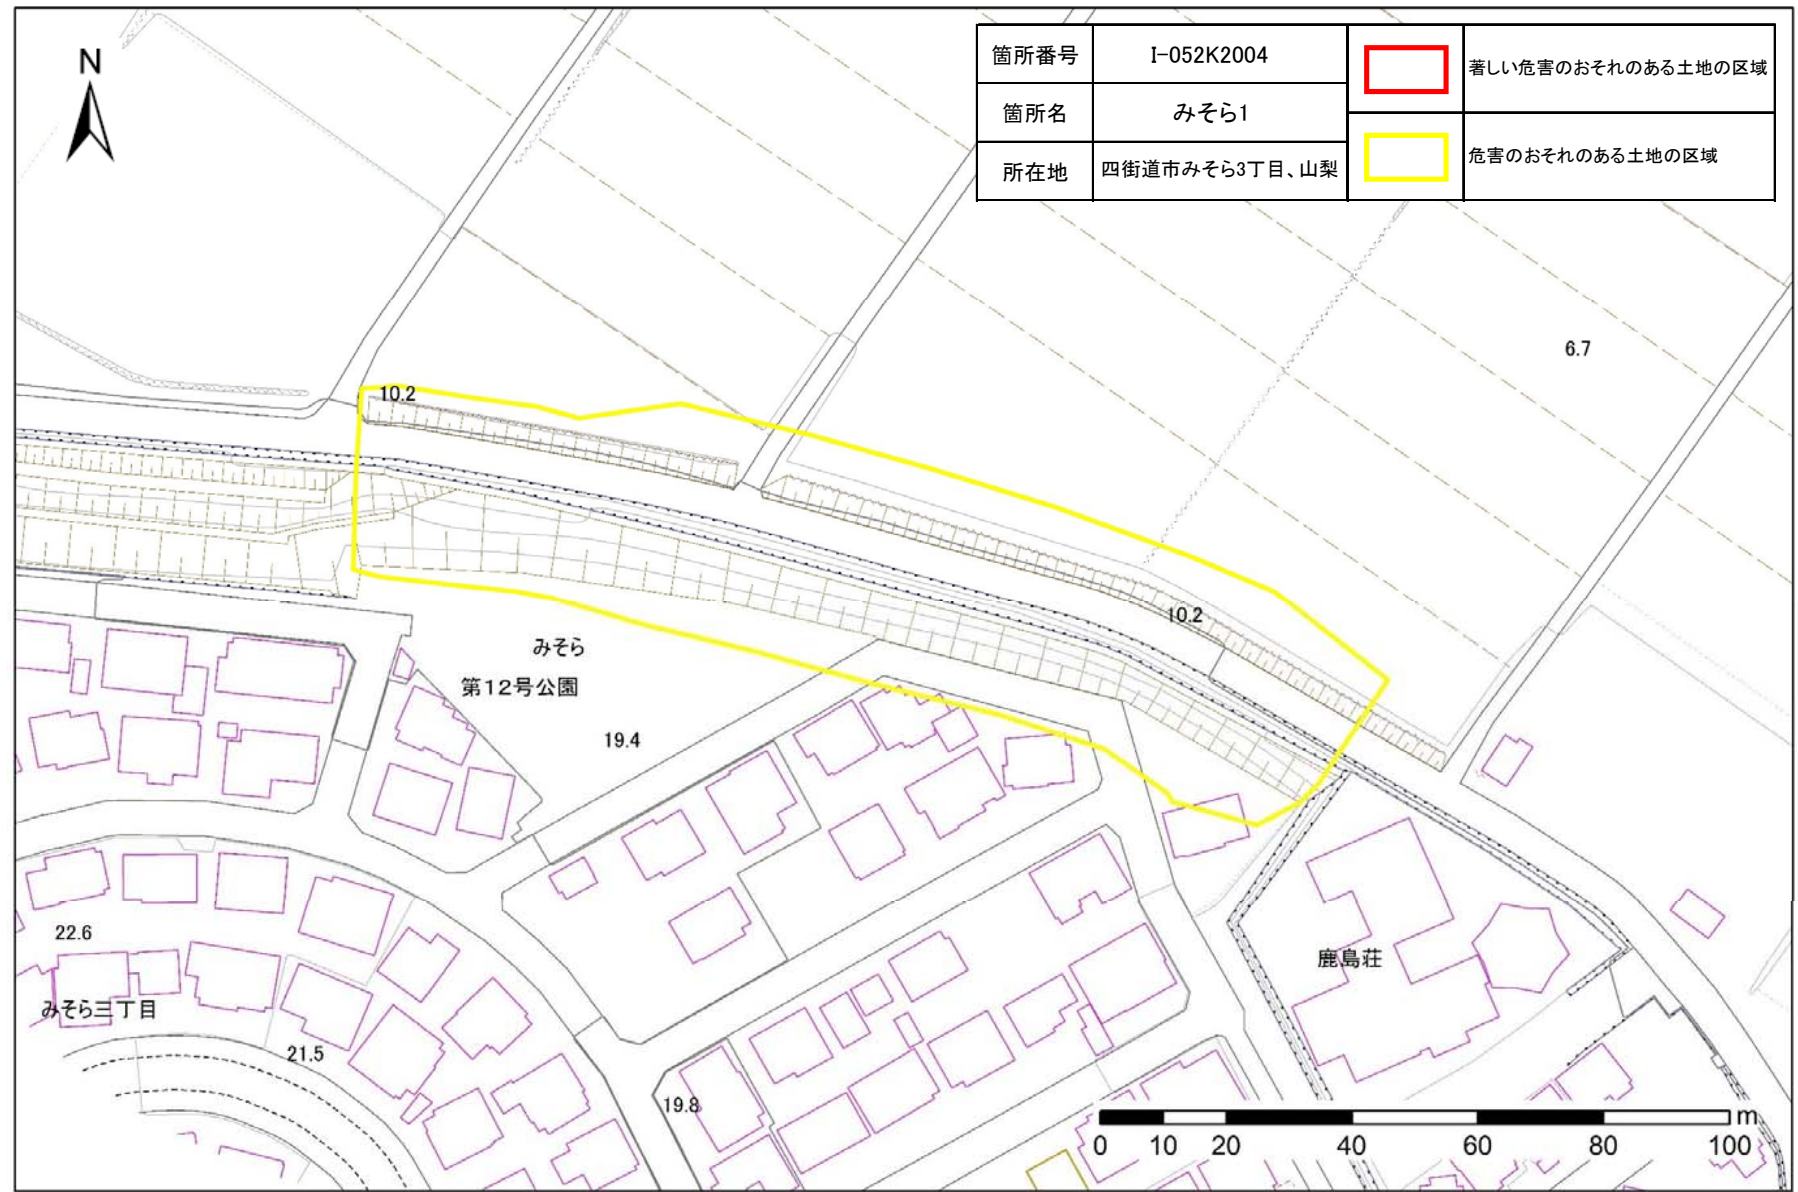 N
箇所番号 I-052K2004
箇所名 みそら1
所在地 四街道市みそら3丁目、山梨
著しい危害のおそれのある土地の区域
危害のおそれのある土地の区域
6.7
10.2
10.2
みそら
第12号公園
19.4
22.6
鹿島荘
みそら三丁目
21.5
19.8
m
0 10 20 40 60 80 100